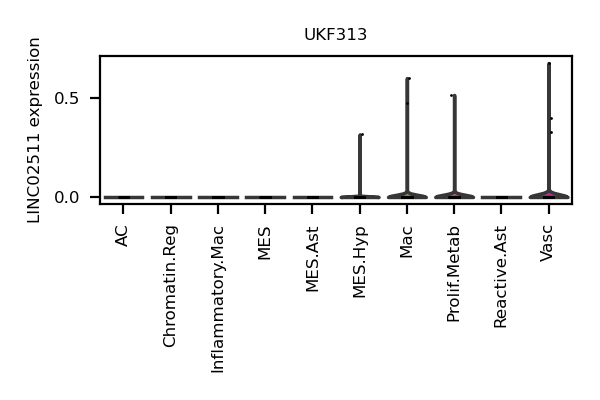 UKF313
LINC02511 expression
0.5
0.0
AC
Chromatin.Reg
Inflammatory.Mac
MES
MES.Ast
MES.Hyp
Mac
Prolif.Metab
Reactive.Ast
Vasc